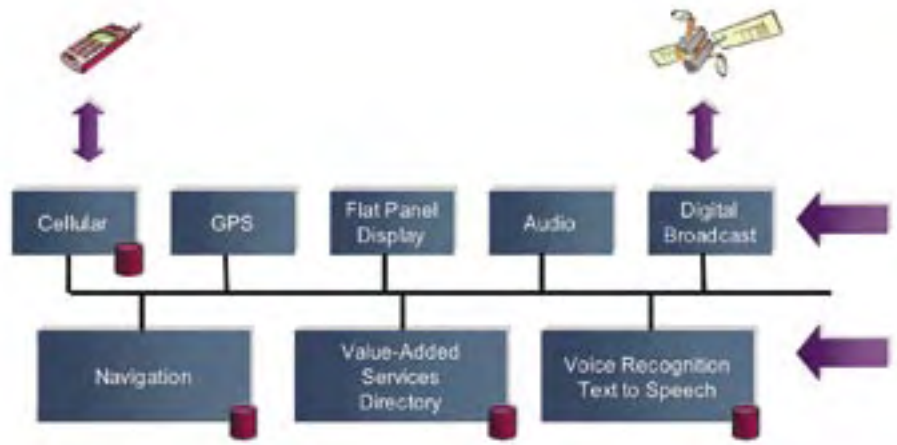 Cellular
GPS
Flat Panel
Display
Audio
Digital
Broadcast
Navigation
Value-Added
Services
Directory
Voice Recognition
Text to Speech